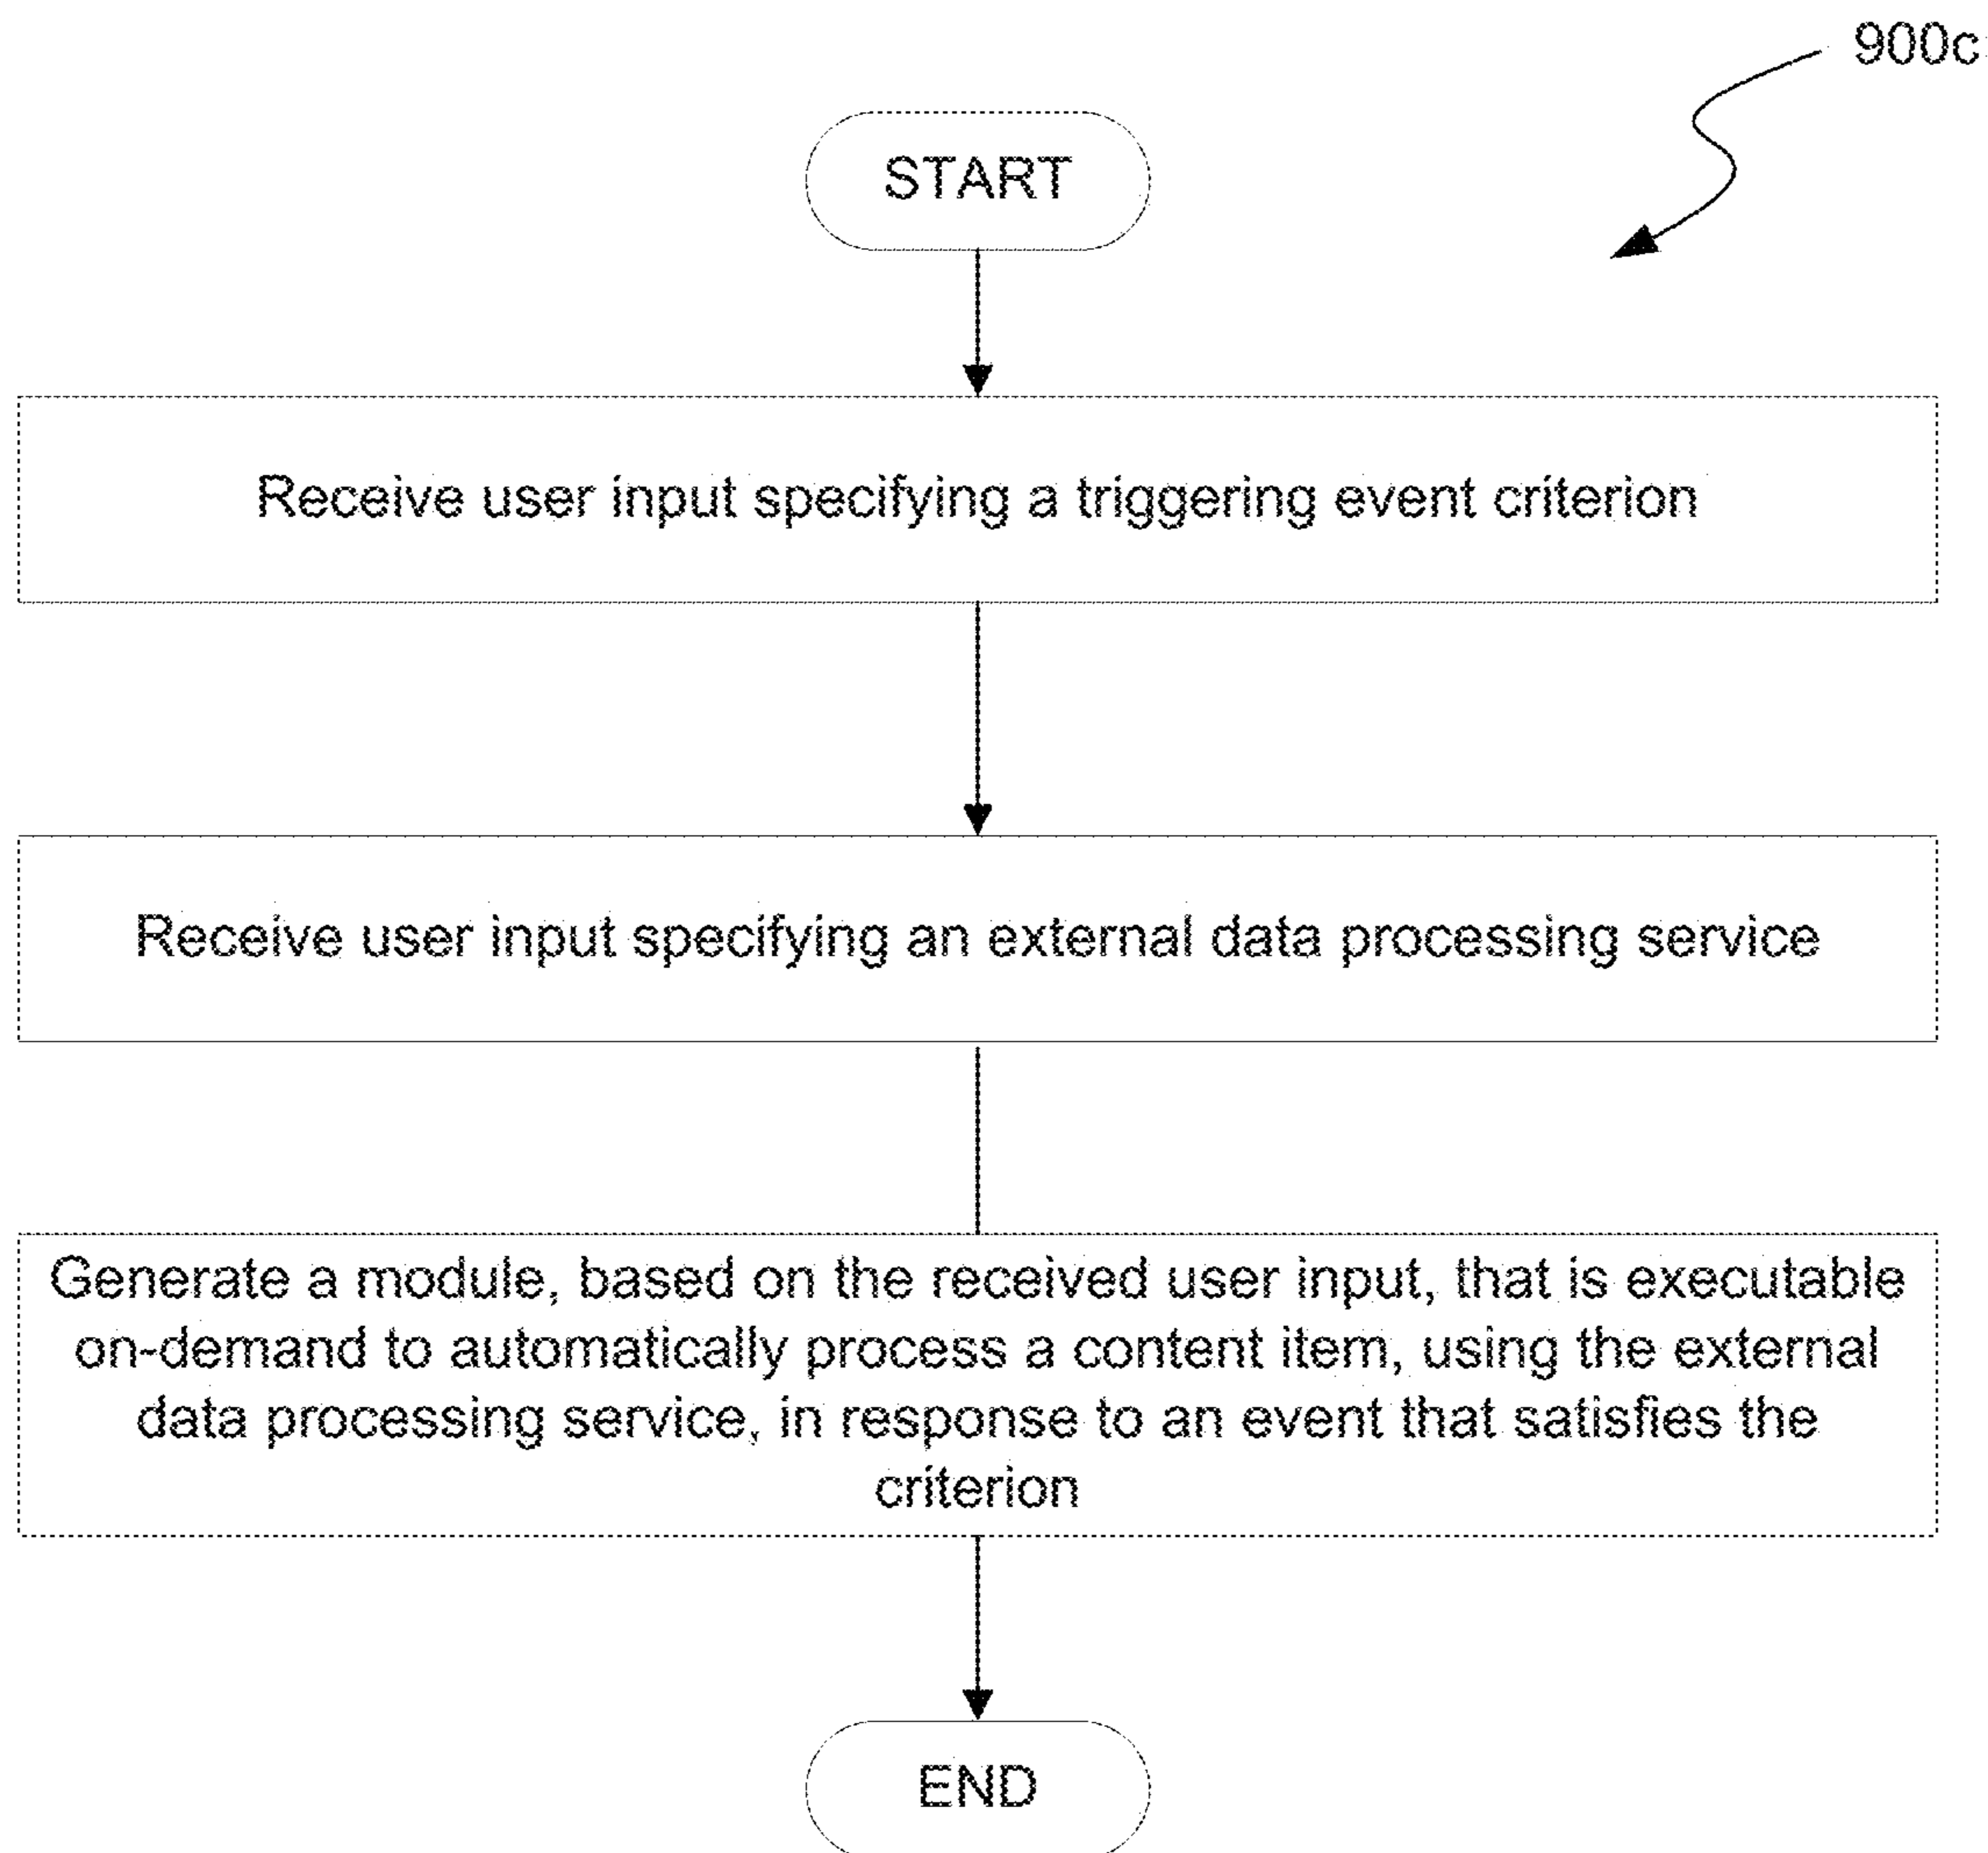 900c
START
Receive user input specifying a triggering event criterion
Receive user input specifying an external data processing service
Generate a module, based on the received user input, that is executable
on-demand to automatically process a content item, using the external
data processing service, in response to an event that satisfies the
criterion
END